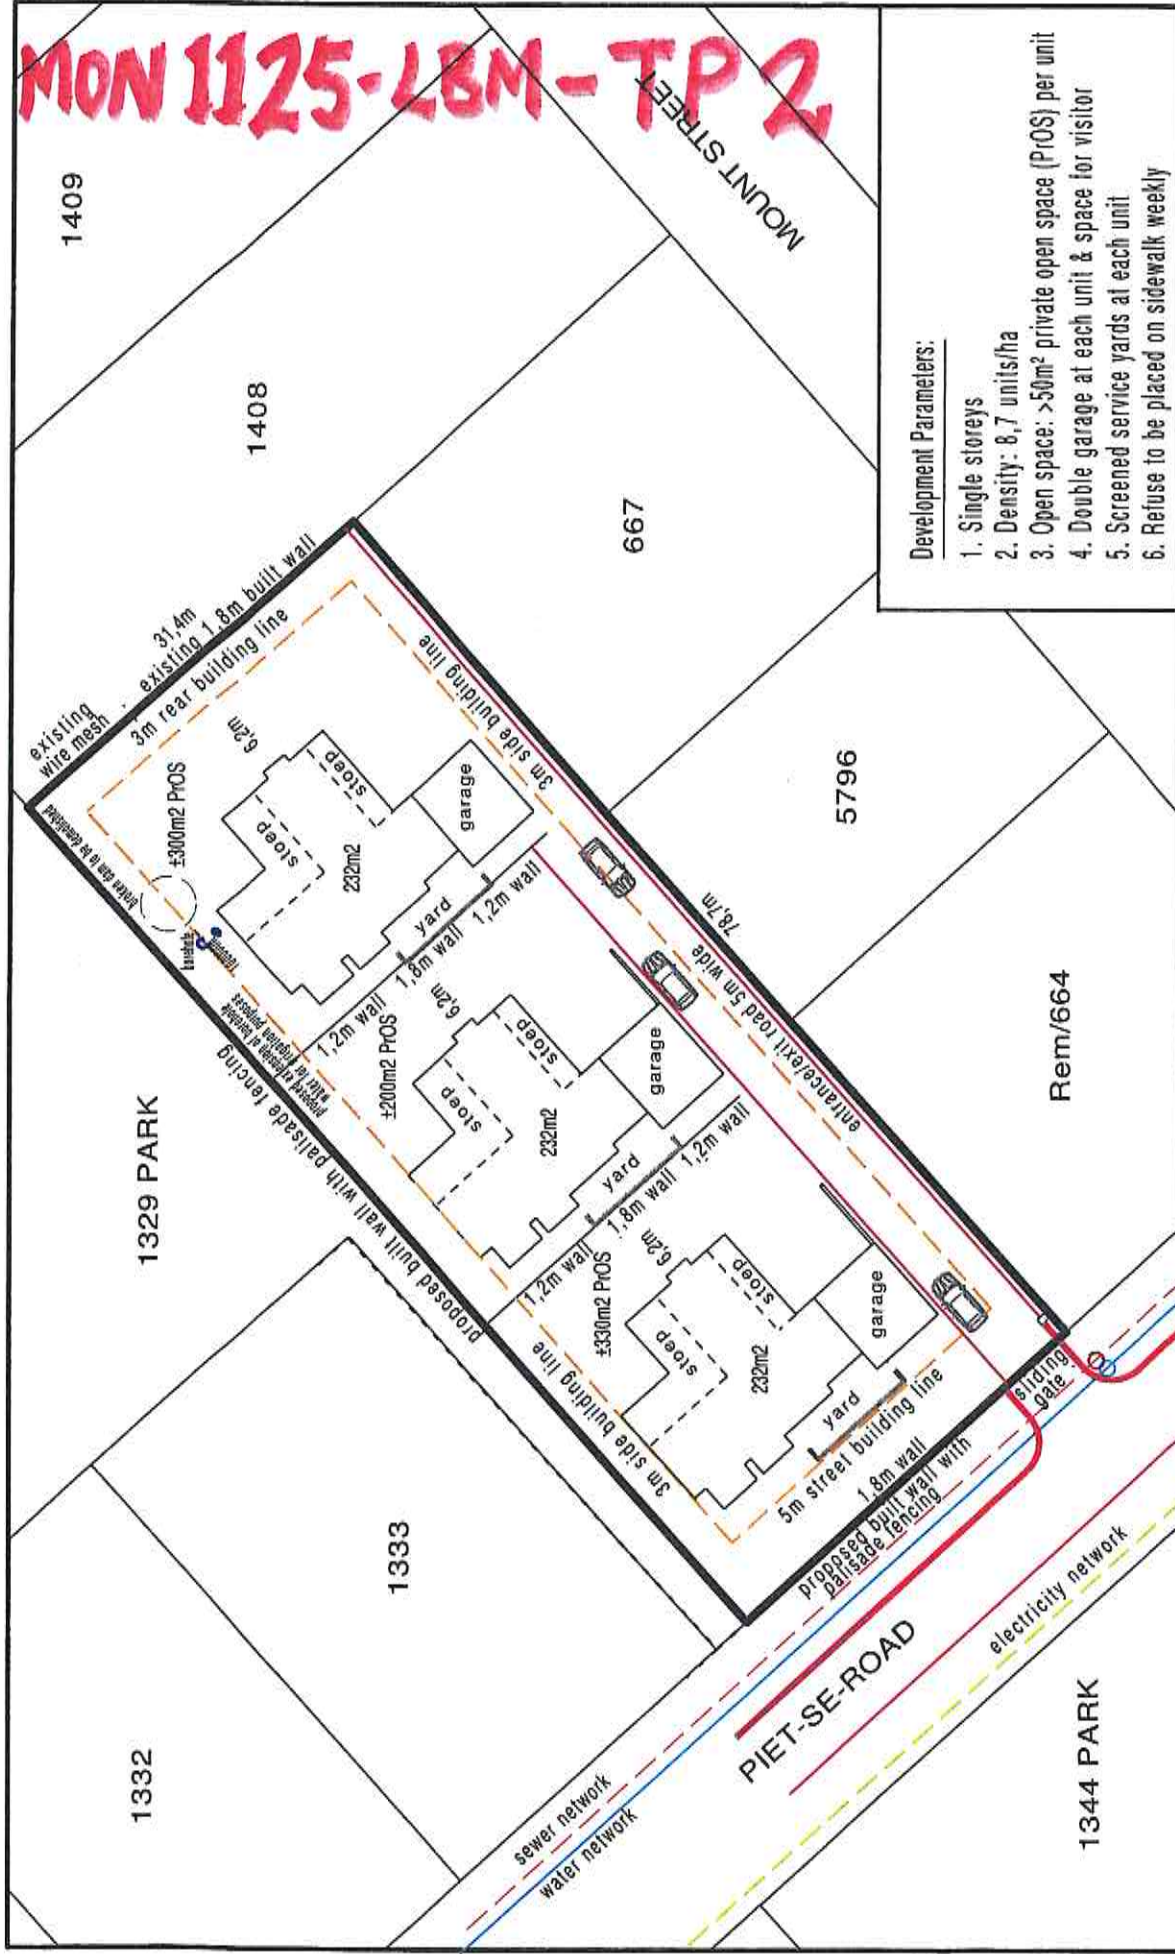 MON 1125-LBM-TP 2
1409
MOUNT STREET
1408
667
existing
wire mesh
31,4m
existing 1,8m built wall
3m rear building line
broken dam to be demolished
±300m2 PrOS
6,2m
stoep
stoep
232m2
garage
3m side building line
borehole
yard
1,2m wall
1,8m wall
1,2m wall
proposed extension of borehole
water for irrigation purposes
1329 PARK
proposed built wall with palisade fencing
±200m2 PrOS
6,2m
stoep
stoep
232m2
garage
yard
1,2m wall
1,8m wall
1,2m wall
78,7m
entrance/exit road 5m wide
5796
Rem/664
±330m2 PrOS
6,2m
stoep
stoep
232m2
garage
yard
3m side building line
5m street building line
1,8m wall
proposed built wall with
palisade fencing
sliding
gate
1333
1332
sewer network
water network
PIET-SE-ROAD
electricity network
1344 PARK
Development Parameters:
1. Single storeys
2. Density: 8,7 units/ha
3. Open space: >50m² private open space (PrOS) per unit
4. Double garage at each unit & space for visitor
5. Screened service yards at each unit
6. Refuse to be placed on sidewalk weekly